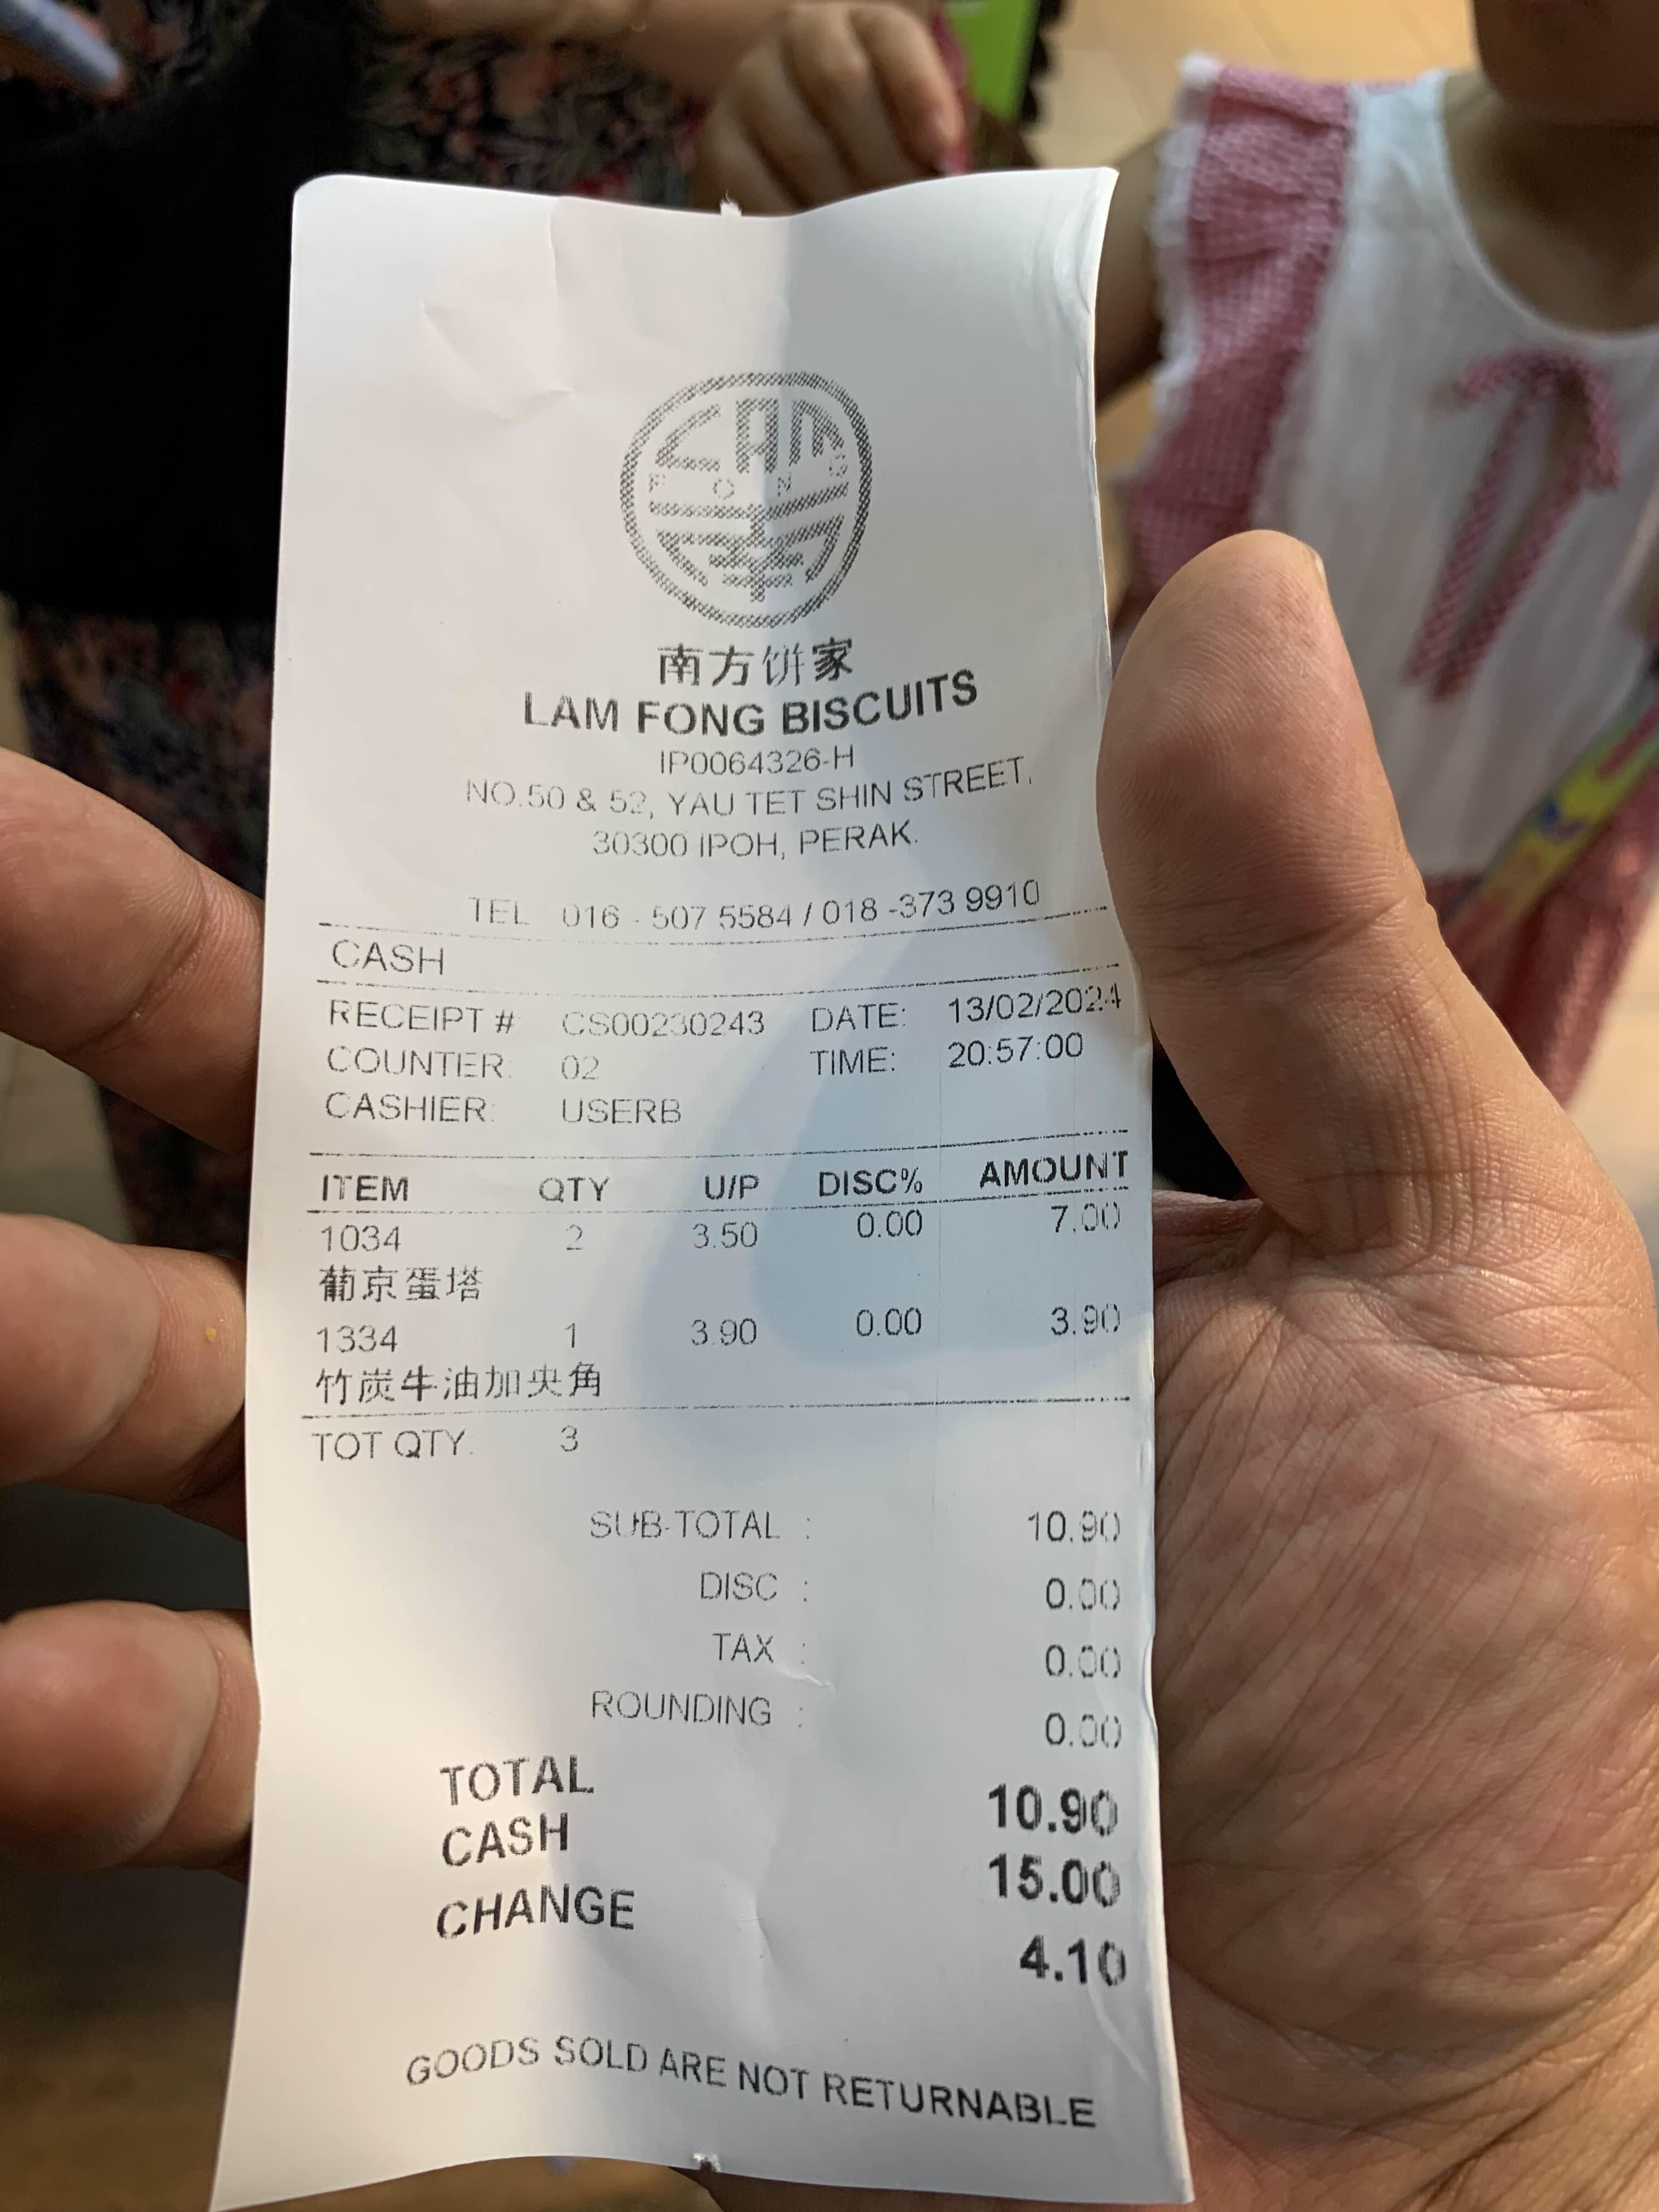 LAM
FONG
南方饼家
LAM FONG BISCUITS
IP0064326-H
NO.50 & 52, YAU TET SHIN STREET,
30300 IPOH, PERAK.
TEL 016 - 507 5584 / 018 -373 9910
CASH
RECEIPT #: CS00230243 DATE: 13/02/2024
COUNTER: 02 TIME: 20:57:00
CASHIER: USERB
ITEM QTY U/P DISC% AMOUNT
1034 2 3.50 0.00 7.00
葡京蛋塔
1334 1 3.90 0.00 3.90
竹炭牛油加央角
TOT QTY. 3
SUB-TOTAL : 10.90
DISC : 0.00
TAX : 0.00
ROUNDING : 0.00
TOTAL 10.90
CASH 15.00
CHANGE 4.10
GOODS SOLD ARE NOT RETURNABLE